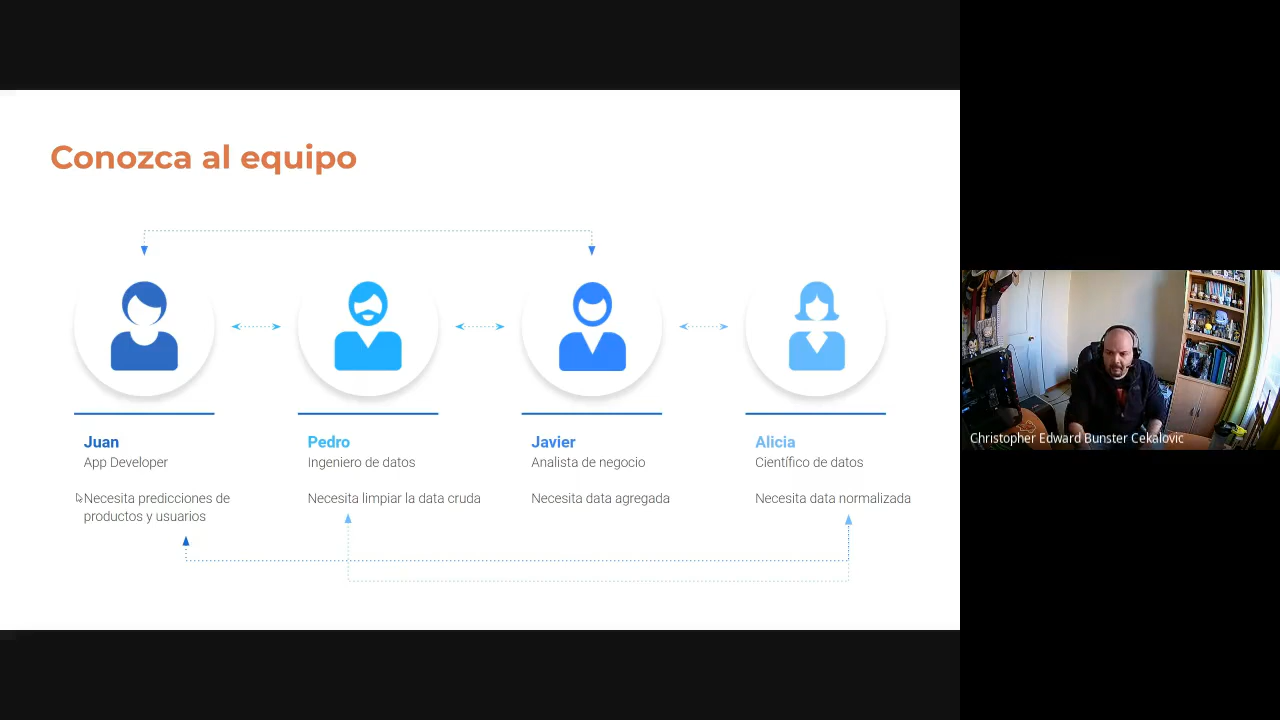 Conozca al equipo
Juan
App Developer
Necesita predicciones de
productos y usuarios
Pedro
Ingeniero de datos
Necesita limpiar la data cruda
Javier
Analista de negocio
Necesita data agregada
Alicia
Científico de datos
Necesita data normalizada
Christopher Edward Bunster Cekalovic